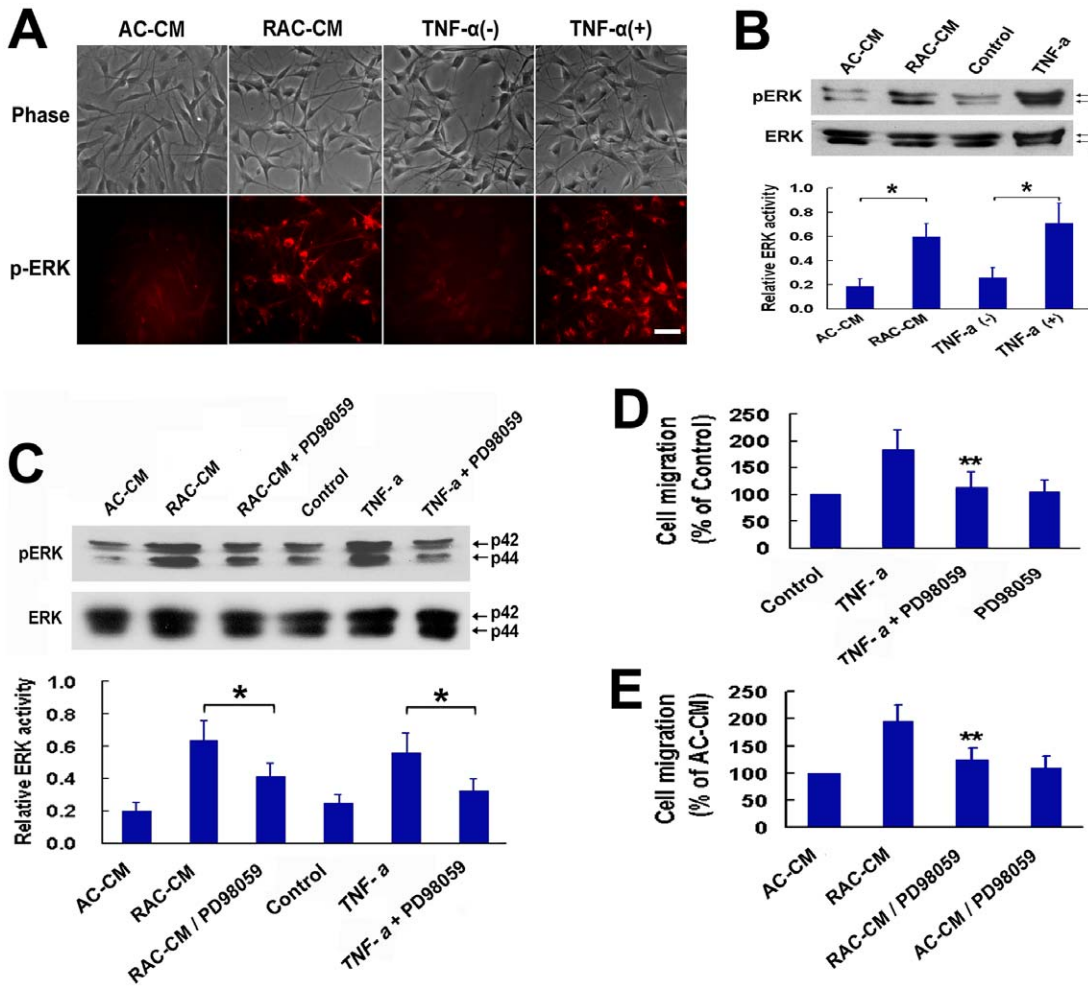 A
AC-CM RAC-CM TNF-α(-) TNF-α(+)
Phase
p-ERK
B
AC-CM RAC-CM Control TNF-a
pERK
ERK
Relative ERK activity
1.0
0.8
0.6
0.4
0.2
0.0
* *
AC-CM RAC-CM TNF-a (-) TNF-a (+)
C
AC-CM RAC-CM RAC-CM + PD98059 Control TNF- a TNF-a + PD98059
pERK
p42
p44
ERK
p42
p44
Relative ERK activity
1.0
0.8
0.6
0.4
0.2
0.0
* *
AC-CM RAC-CM RAC-CM / PD98059 Control TNF- a TNF- a + PD98059
D
Cell migration
(% of Control)
250
200
150
100
50
0
**
Control TNF- a TNF- a + PD98059 PD98059
E
Cell migration
(% of AC-CM)
250
200
150
100
50
0
**
AC-CM RAC-CM RAC-CM / PD98059 AC-CM / PD98059